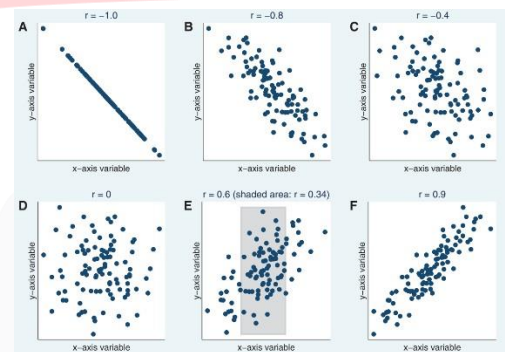 r = −1.0
A
y-axis variable
x-axis variable
r = −0.8
B
y-axis variable
x-axis variable
r = −0.4
C
y-axis variable
x-axis variable
r = 0
D
y-axis variable
x-axis variable
r = 0.6 (shaded area: r = 0.34)
E
y-axis variable
x-axis variable
r = 0.9
F
y-axis variable
x-axis variable